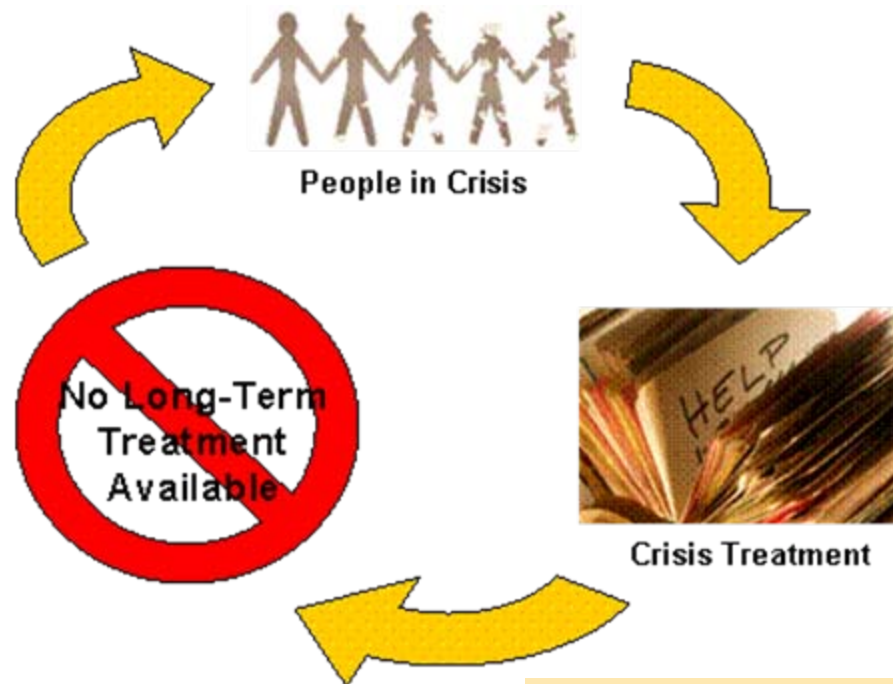 People in Crisis
HELP
Crisis Treatment
No Long-Term
Treatment
Available